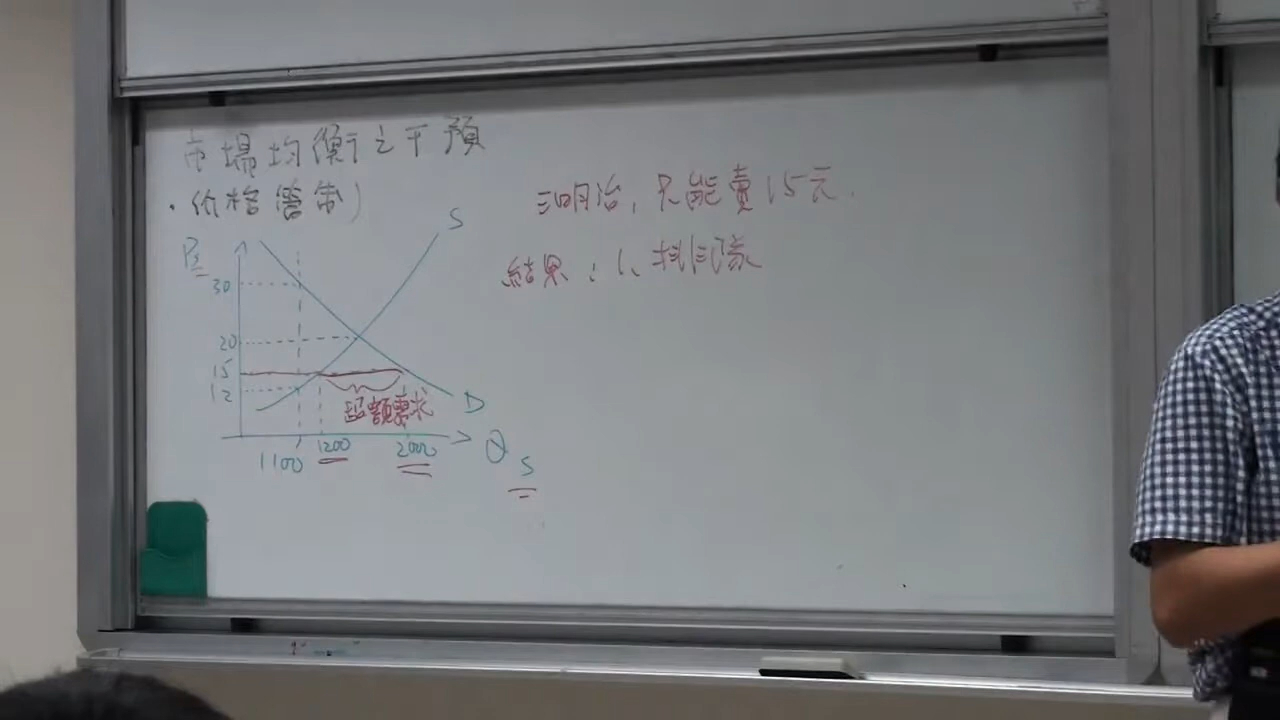 市場均衡之干預
·价格管制
三明治,只能賣15元.
結果:1、排隊
Ps
S
30
20
15
12
超額需求
D
1100
1200
2000
Q
S